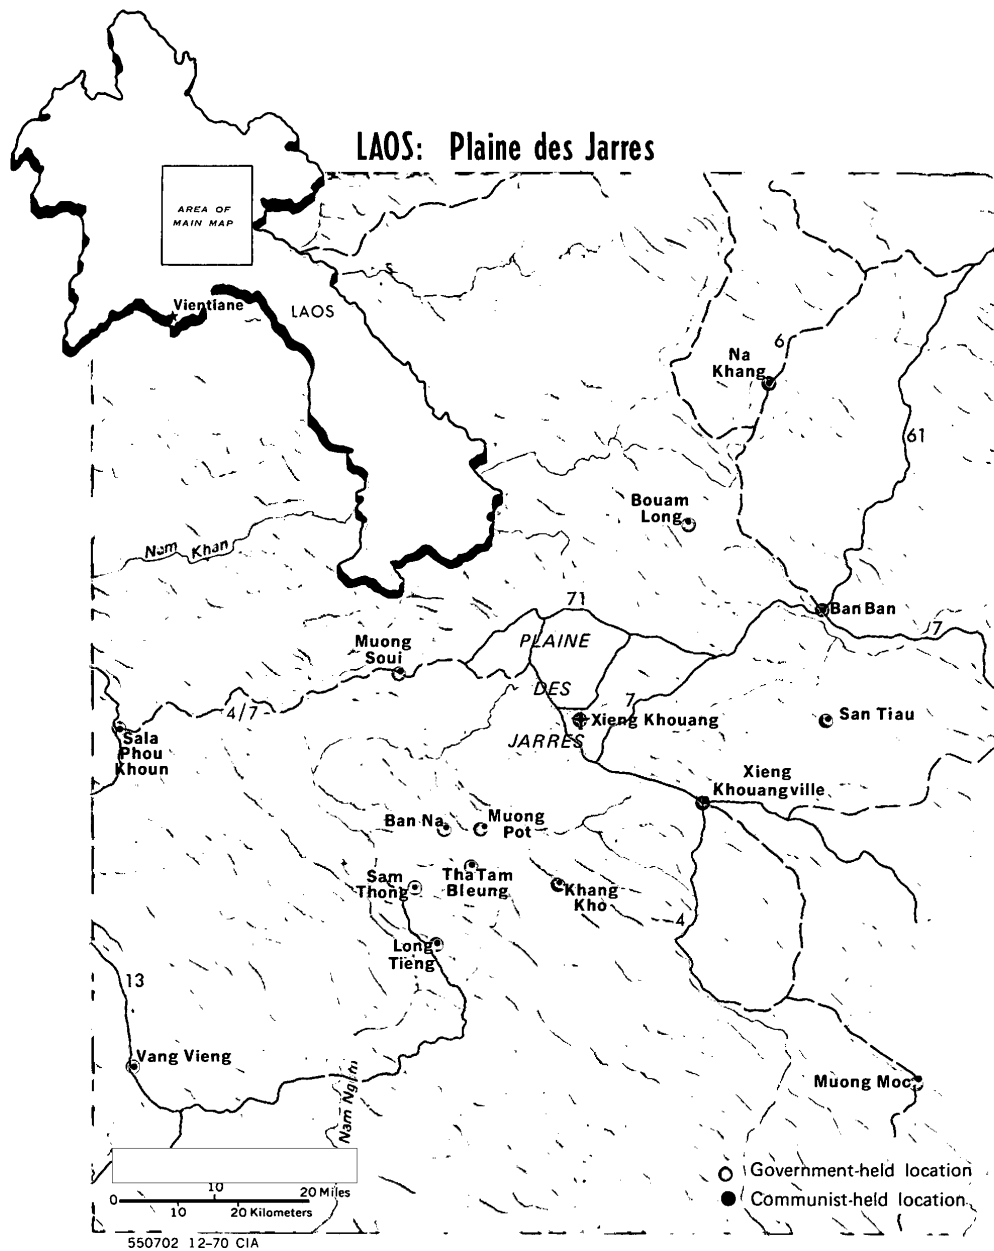 LAOS: Plaine des Jarres
AREA OF
MAIN MAP
Vientiane
LAOS
6
Na
Khang
61
Bouam
Long
Nam Khan
71
Ban Ban
PLAINE
7
Muong
Soui
DES
7
4/7
Xieng Khouang
San Tiau
Sala
Phou
Khoun
JARRES
Xieng
Khouangville
Ban Na
Muong
Pot
Sam
Thong
Tha Tam
Bleung
Khang
Kho
4
Long
Tieng
13
Vang Vieng
Nam Ngum
Muong Moc
Government-held location
Communist-held location
10
20 Miles
0
10
20 Kilometers
550702 12-70 CIA